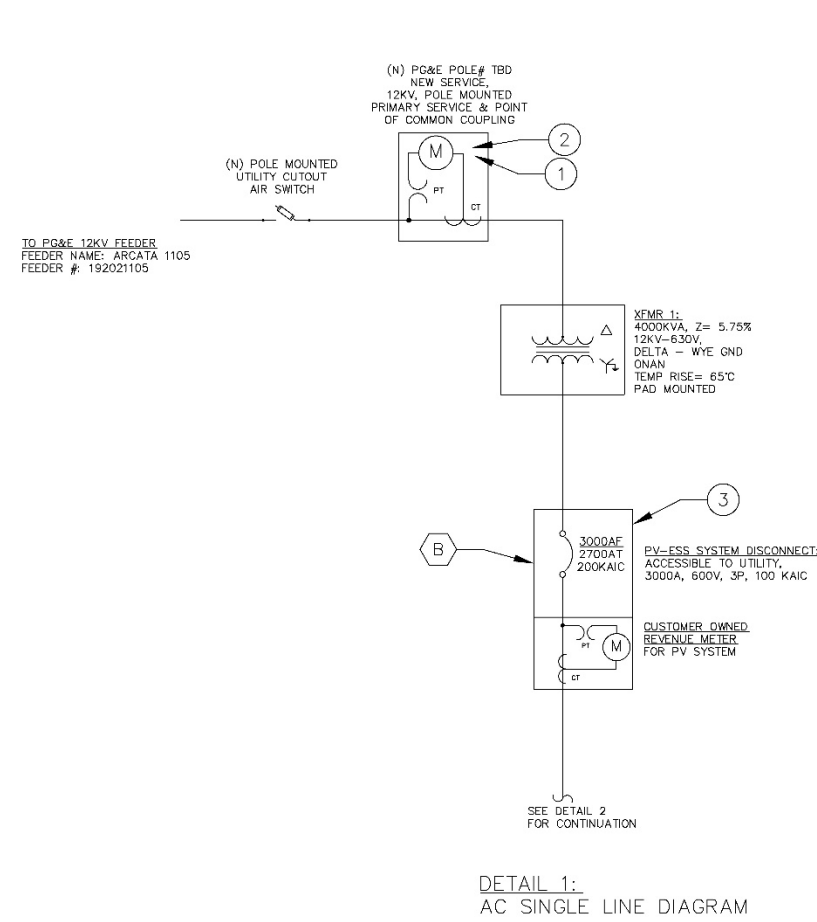 (N) PG&E POLE# TBD
NEW SERVICE,
12KV, POLE MOUNTED
PRIMARY SERVICE & POINT
OF COMMON COUPLING
M
2
1
PT
CT
(N) POLE MOUNTED
UTILITY CUTOUT
AIR SWITCH
TO PG&E 12KV FEEDER
FEEDER NAME: ARCATA 1105
FEEDER #: 192021105
XFMR 1:
4000KVA, Z= 5.75%
12KV-630V,
DELTA - WYE GND
ONAN
TEMP RISE= 65°C
PAD MOUNTED
3
B
3000AF
2700AT
200KAIC
PV-ESS SYSTEM DISCONNECT:
ACCESSIBLE TO UTILITY,
3000A, 600V, 3P, 100 KAIC
PT
M
CT
CUSTOMER OWNED
REVENUE METER
FOR PV SYSTEM
SEE DETAIL 2
FOR CONTINUATION
DETAIL 1:
AC SINGLE LINE DIAGRAM